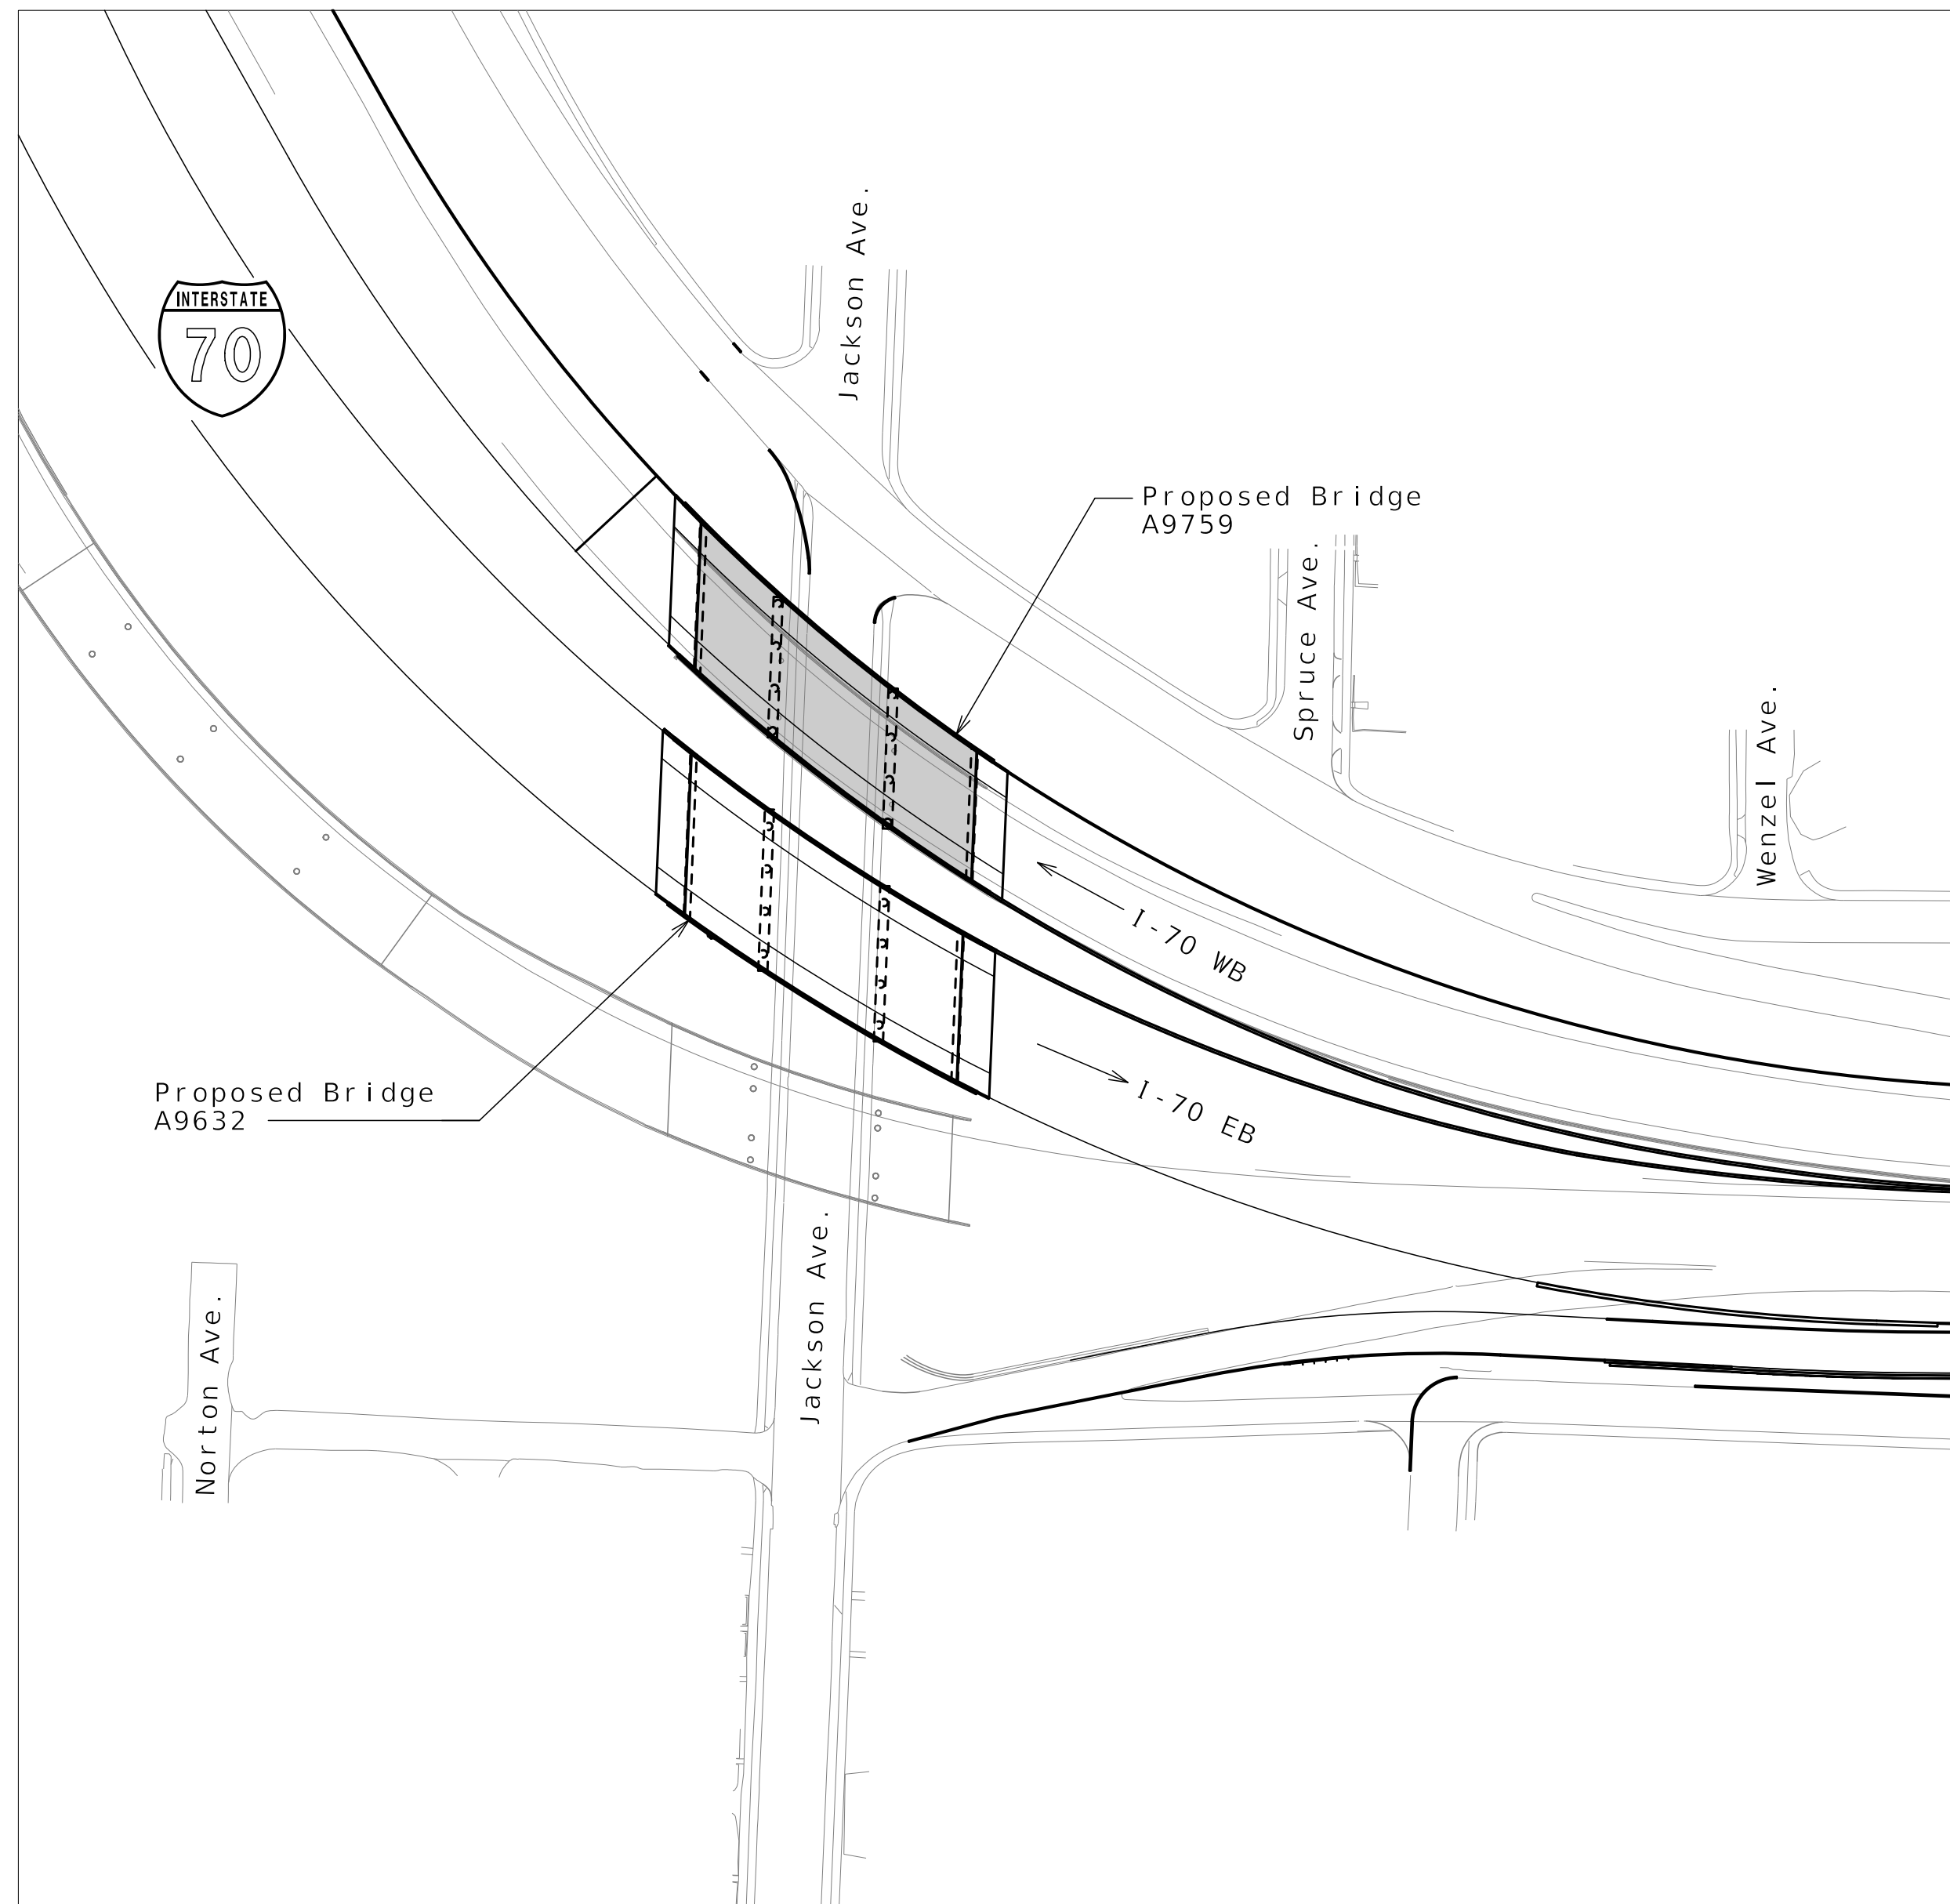 Jackson Ave.
INTERSTATE
70
Proposed Bridge
A9759
Spruce Ave.
Wenzel Ave.
I-70 WB
I-70 EB
Proposed Bridge
A9632
Jackson Ave.
Norton Ave.